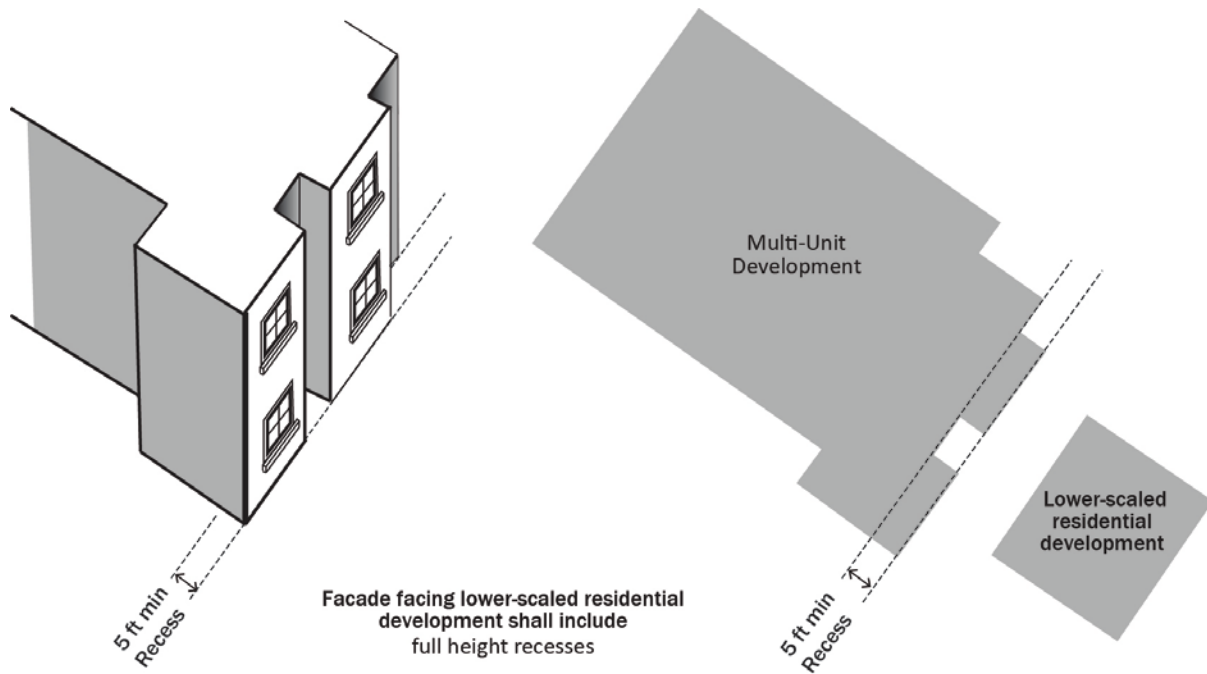 Multi-Unit
Development
Lower-scaled
residential
development
5 ft min
Recess
Facade facing lower-scaled residential
development shall include
full height recesses
5 ft min
Recess